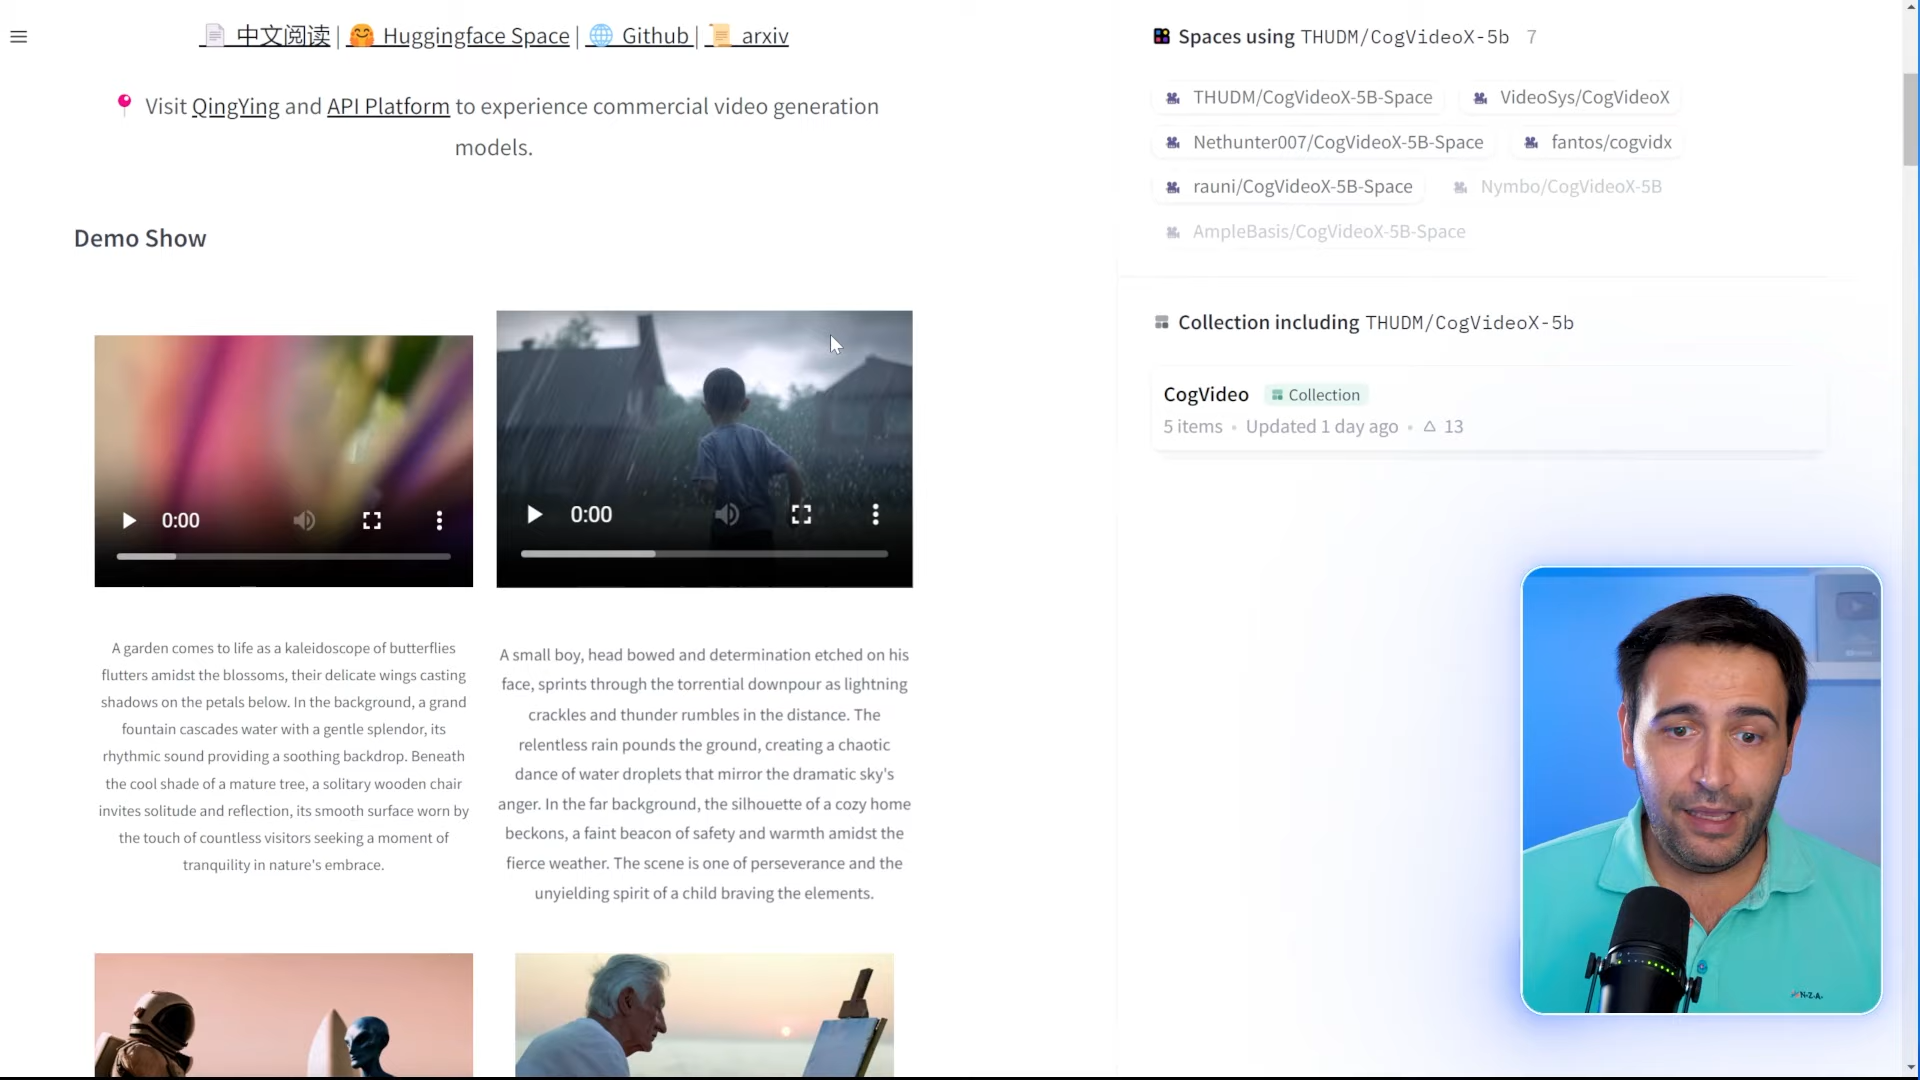 中文阅读 | Huggingface Space | Github | arxiv
Visit QingYing and API Platform to experience commercial video generation
models.
Demo Show
0:00
0:00
A garden comes to life as a kaleidoscope of butterflies
flutters amidst the blossoms, their delicate wings casting
shadows on the petals below. In the background, a grand
fountain cascades water with a gentle splendor, its
rhythmic sound providing a soothing backdrop. Beneath
the cool shade of a mature tree, a solitary wooden chair
invites solitude and reflection, its smooth surface worn by
the touch of countless visitors seeking a moment of
tranquility in nature's embrace.
A small boy, head bowed and determination etched on his
face, sprints through the torrential downpour as lightning
crackles and thunder rumbles in the distance. The
relentless rain pounds the ground, creating a chaotic
dance of water droplets that mirror the dramatic sky's
anger. In the far background, the silhouette of a cozy home
beckons, a faint beacon of safety and warmth amidst the
fierce weather. The scene is one of perseverance and the
unyielding spirit of a child braving the elements.
Spaces using THUDM/CogVideoX-5b 7
THUDM/CogVideoX-5B-Space
VideoSys/CogVideoX
Nethunter007/CogVideoX-5B-Space
fantos/cogvidx
rauni/CogVideoX-5B-Space
Nymbo/CogVideoX-5B
AmpleBasis/CogVideoX-5B-Space
Collection including THUDM/CogVideoX-5b
CogVideo Collection
5 items • Updated 1 day ago • 13
N.Z.A.